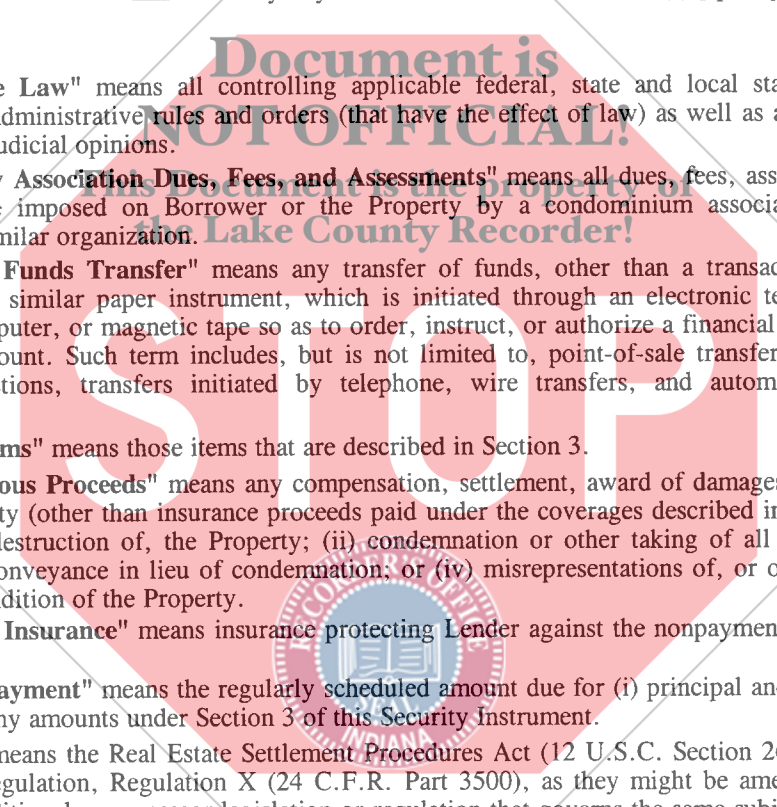 Document is
e Law" means all controlling applicable federal, state and local sta
dministrative rules and orders (that have the effect of law) as well as a
NOT OFFICIAL!
udicial opinions.
y Association Dues, Fees, and Assessments" means all dues, fees, ass
This Document is the property of
imposed on Borrower or the Property by a condominium associa
the Lake County Recorder!
milar organization.
Funds Transfer" means any transfer of funds, other than a transac
similar paper instrument, which is initiated through an electronic te
puter, or magnetic tape so as to order, instruct, or authorize a financial
ount. Such term includes, but is not limited to, point-of-sale transfer
STOP
tions, transfers initiated by telephone, wire transfers, and autom
ms" means those items that are described in Section 3.
ous Proceeds" means any compensation, settlement, award of damages
ty (other than insurance proceeds paid under the coverages described in
destruction of, the Property; (ii) condemnation or other taking of all
onveyance in lieu of condemnation; or (iv) misrepresentations of, or o
dition of the Property.
RECORDER'S OFFICE
Insurance" means insurance protecting Lender against the nonpaymen
ayment" means the regularly scheduled amount due for (i) principal an
SEAL
ny amounts under Section 3 of this Security Instrument.
INDIANA
means the Real Estate Settlement Procedures Act (12 U.S.C. Section 2
egulation, Regulation X (24 C.F.R. Part 3500), as they might be ame